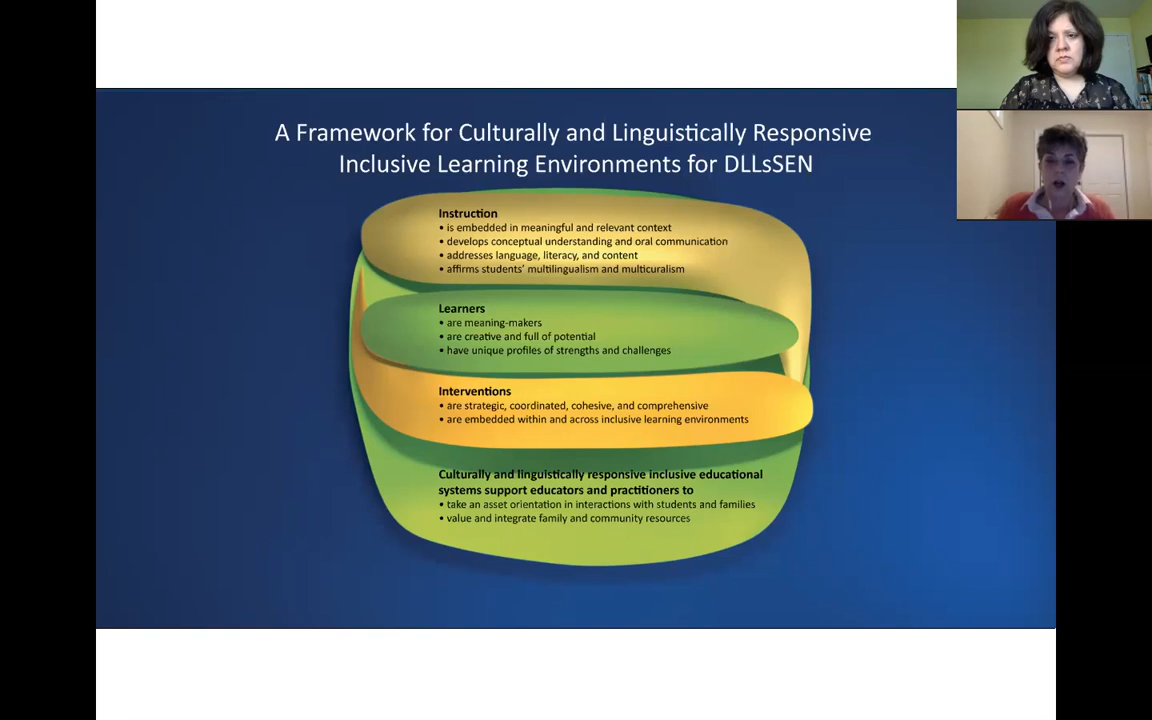 A Framework for Culturally and Linguistically Responsive
Inclusive Learning Environments for DLLsSEN
Instruction
• is embedded in meaningful and relevant context
• develops conceptual understanding and oral communication
• addresses language, literacy, and content
• affirms students' multilingualism and multicuralism
Learners
• are meaning-makers
• are creative and full of potential
• have unique profiles of strengths and challenges
Interventions
• are strategic, coordinated, cohesive, and comprehensive
• are embedded within and across inclusive learning environments
Culturally and linguistically responsive inclusive educational
systems support educators and practitioners to
• take an asset orientation in interactions with students and families
• value and integrate family and community resources